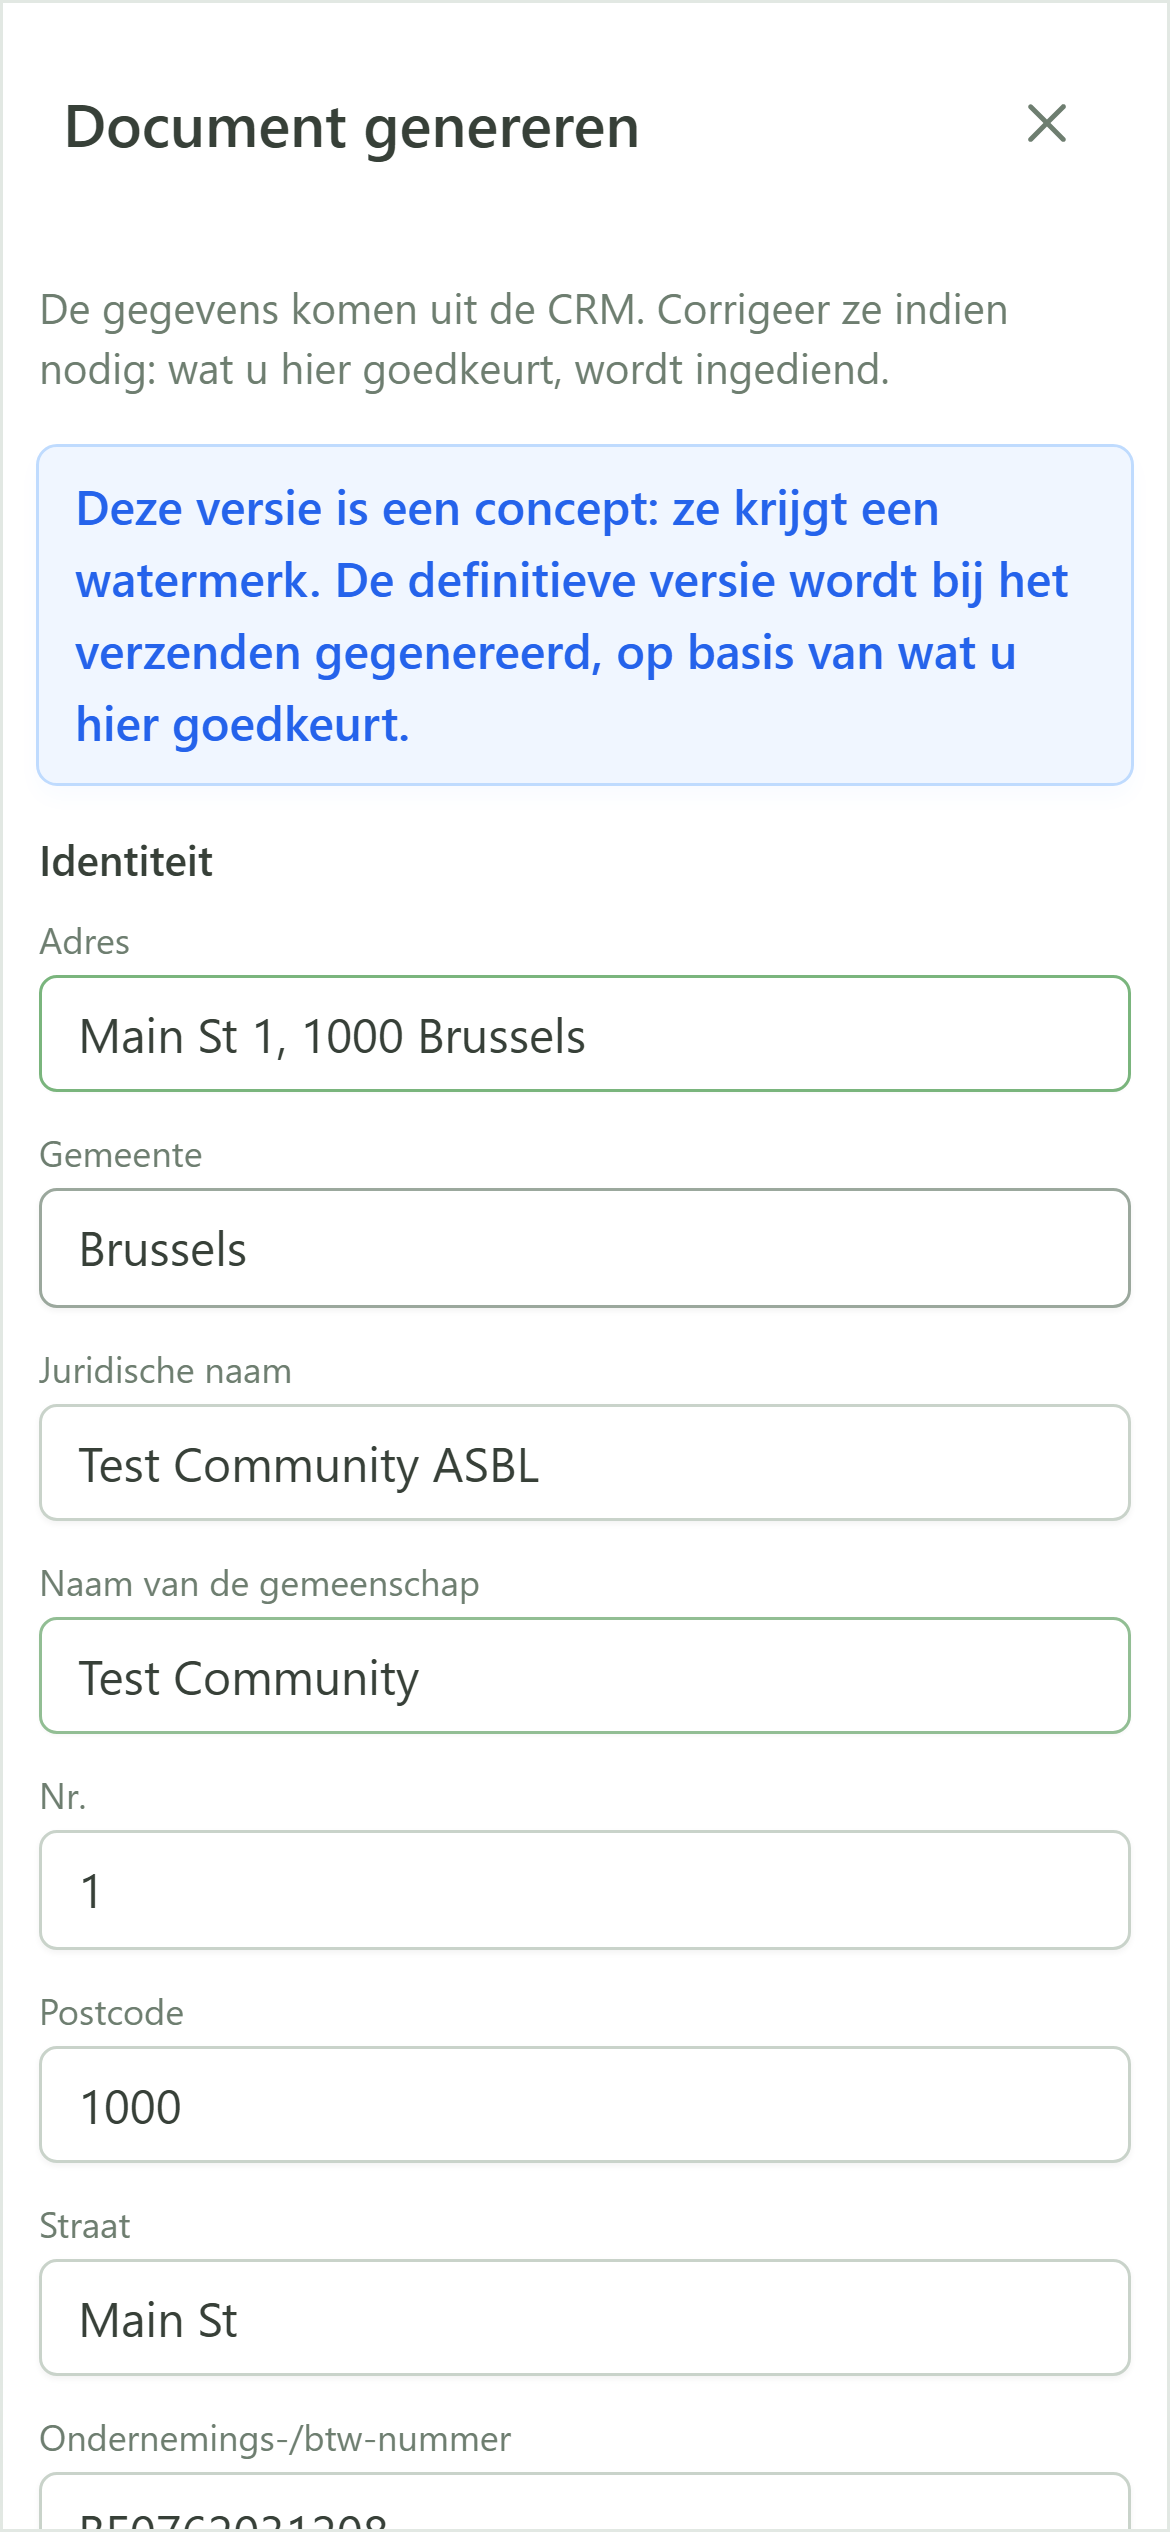 Document genereren
De gegevens komen uit de CRM. Corrigeer ze indien
nodig: wat u hier goedkeurt, wordt ingediend.
Deze versie is een concept: ze krijgt een
watermerk. De definitieve versie wordt bij het
verzenden gegenereerd, op basis van wat u
hier goedkeurt.
Identiteit
Adres
Main St 1, 1000 Brussels
Gemeente
Brussels
Juridische naam
Test Community ASBL
Naam van de gemeenschap
Test Community
Nr.
1
Postcode
1000
Straat
Main St
Ondernemings-/btw-nummer